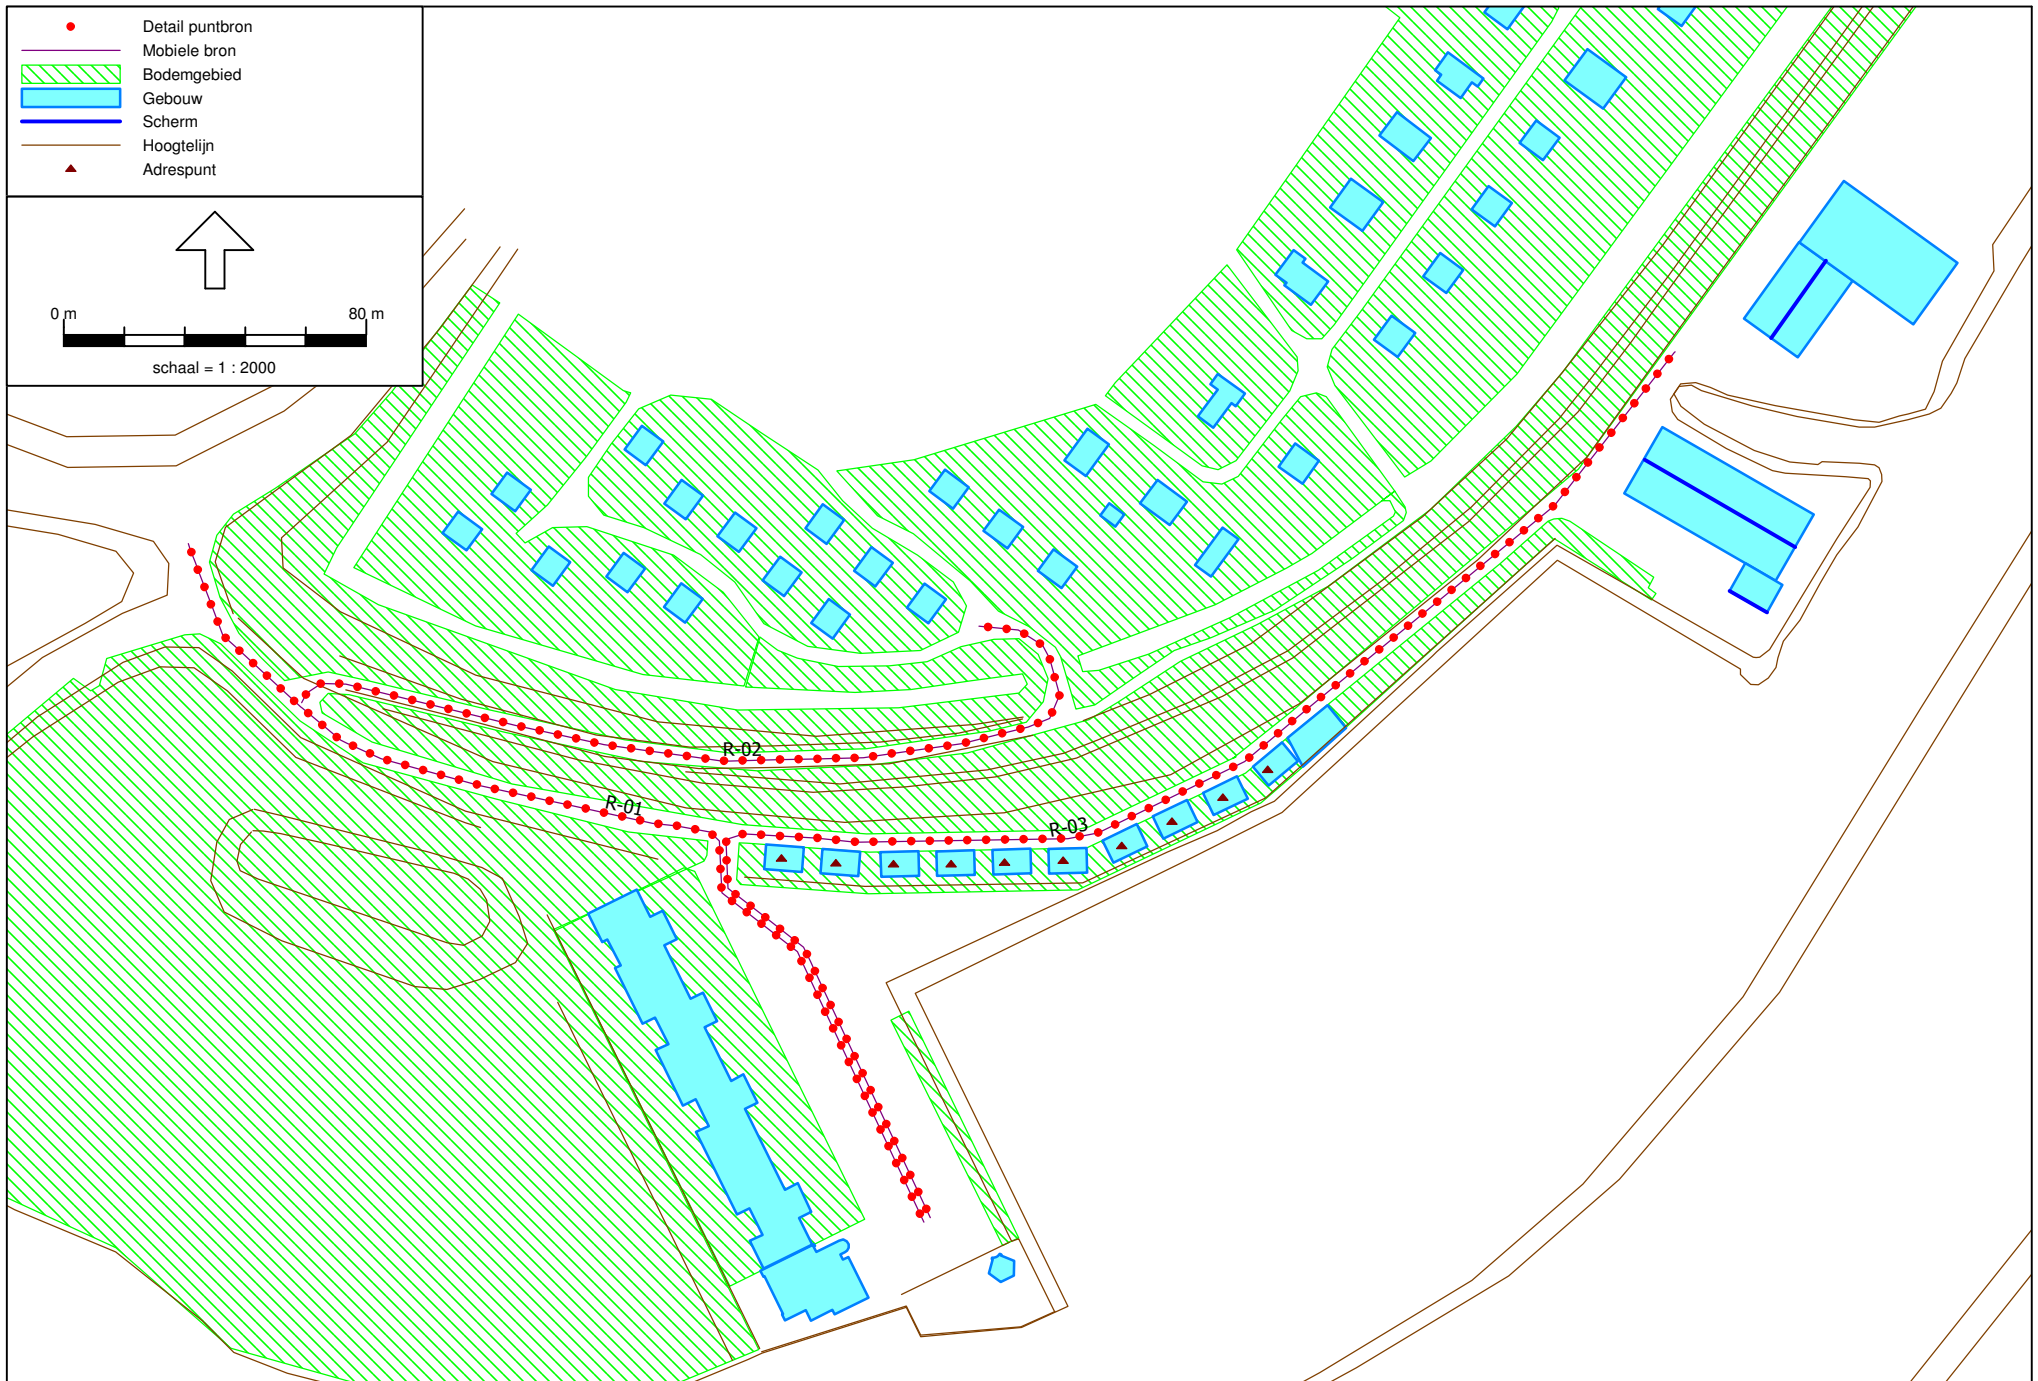 Detail puntbron
Mobiele bron
Bodemgebied
Gebouw
Scherm
Hoogtelijn
Adrespunt
0 m 80 m
schaal = 1 : 2000
R-02
R-01
R-03